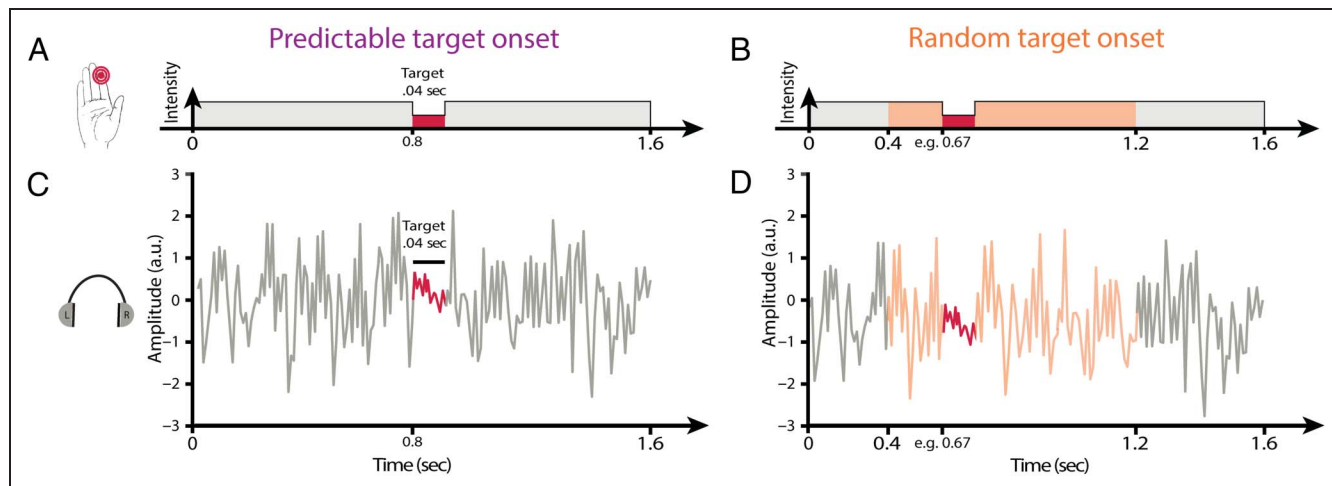 A
Predictable target onset
Intensity
Target
.04 sec
0
0.8
1.6
B
Random target onset
Intensity
0
0.4
e.g. 0.67
1.2
1.6
C
Amplitude (a.u.)
3
2
1
0
−1
−2
−3
Target
.04 sec
L
R
0
0.8
1.6
Time (sec)
D
Amplitude (a.u.)
3
2
1
0
−1
−2
−3
0
0.4
e.g. 0.67
1.2
1.6
Time (sec)